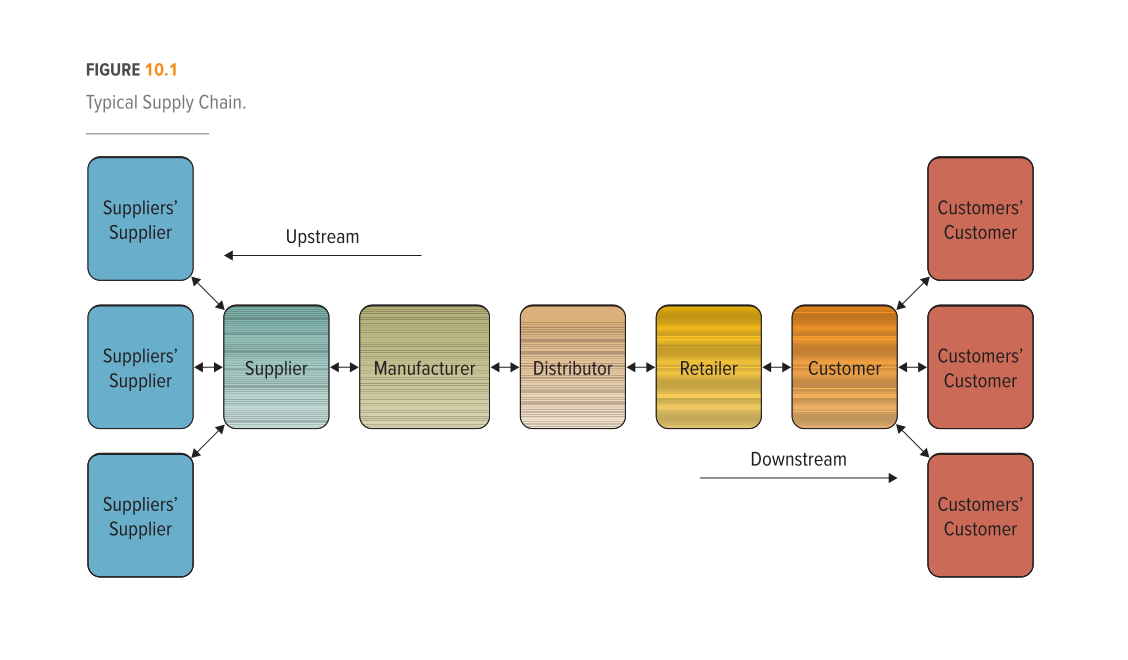 FIGURE 10.1
Typical Supply Chain.
Suppliers’
Supplier
Customers’
Customer
Upstream
Suppliers’
Supplier
Supplier
Manufacturer
Distributor
Retailer
Customer
Customers’
Customer
Downstream
Suppliers’
Supplier
Customers’
Customer